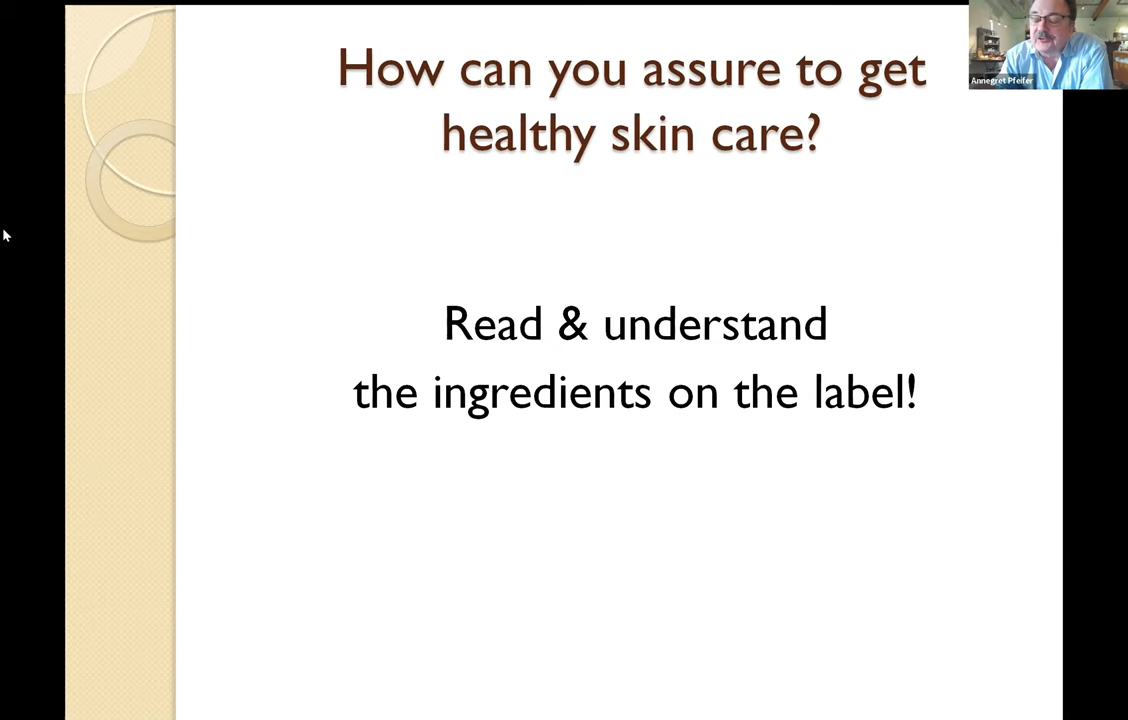 How can you assure to get
healthy skin care?
Annegret Pfeifer
Read & understand
the ingredients on the label!